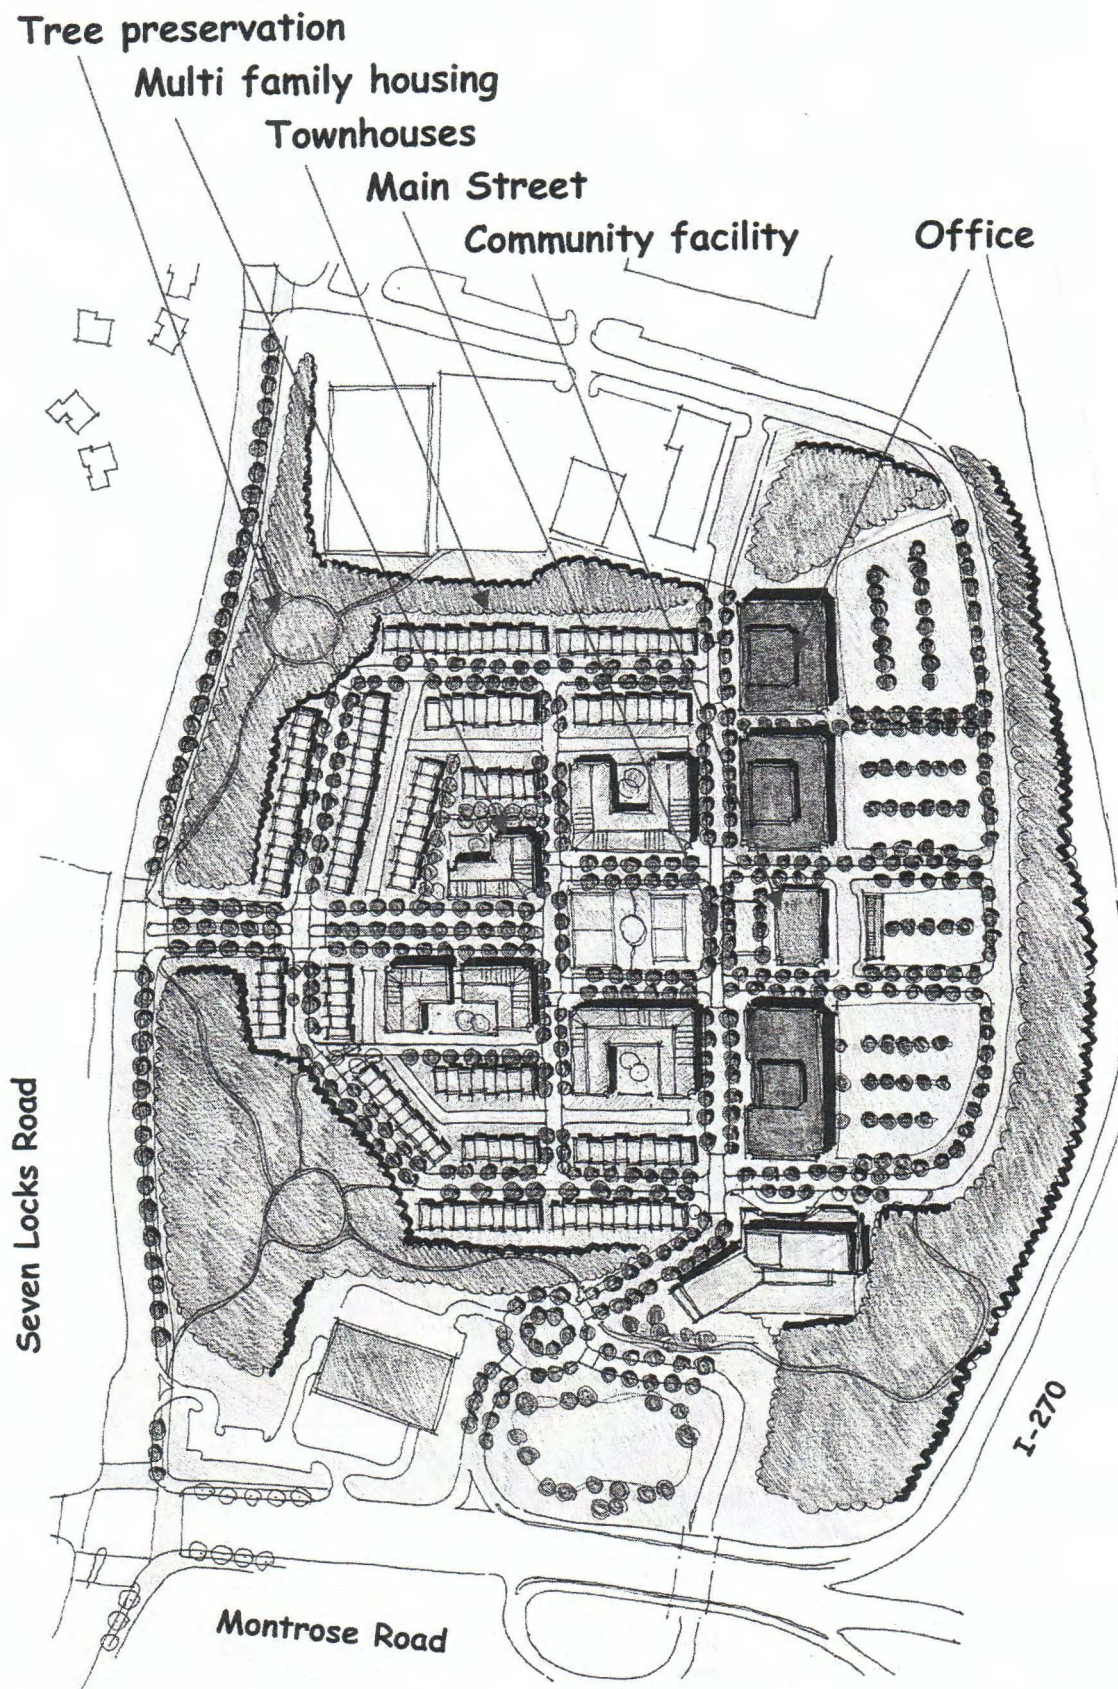 Tree preservation
Multi family housing
Townhouses
Main Street
Community facility
Office
Seven Locks Road
I-270
Montrose Road